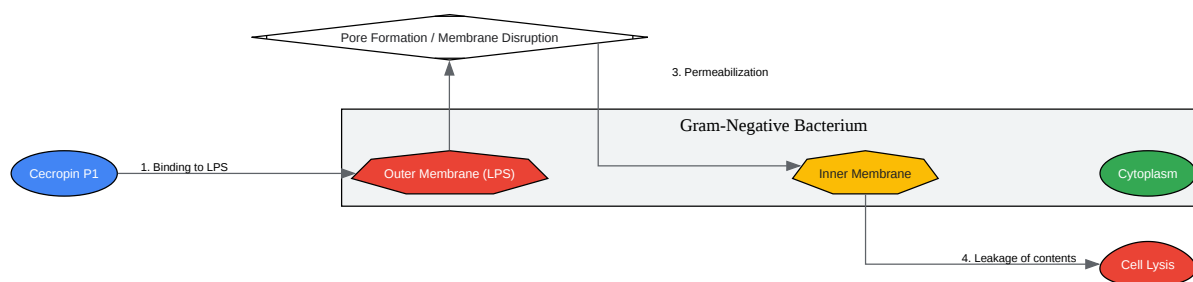 Pore Formation / Membrane Disruption
3. Permeabilization
Gram-Negative Bacterium
Cecropin P1
1. Binding to LPS
Outer Membrane (LPS)
Inner Membrane
Cytoplasm
4. Leakage of contents
Cell Lysis